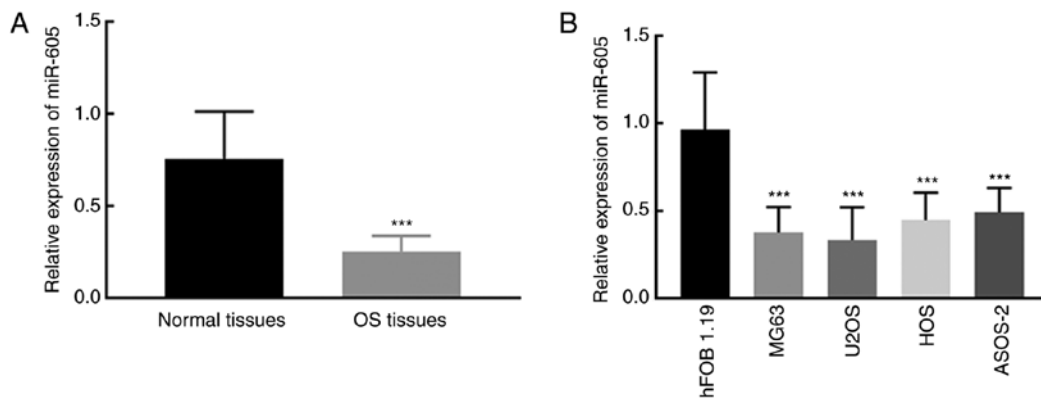 A
Relative expression of miR-605
1.5
1.0
0.5
0.0
***
Normal tissues
OS tissues
B
Relative expression of miR-605
1.5
1.0
0.5
0.0
***
***
***
***
hFOB 1.19
MG63
U2OS
HOS
ASOS-2